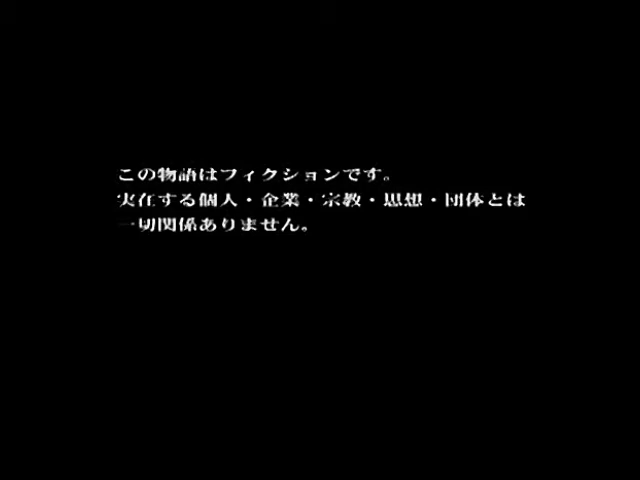 この物語はフィクションです。
実在する個人・企業・宗教・思想・団体とは
一切関係ありません。